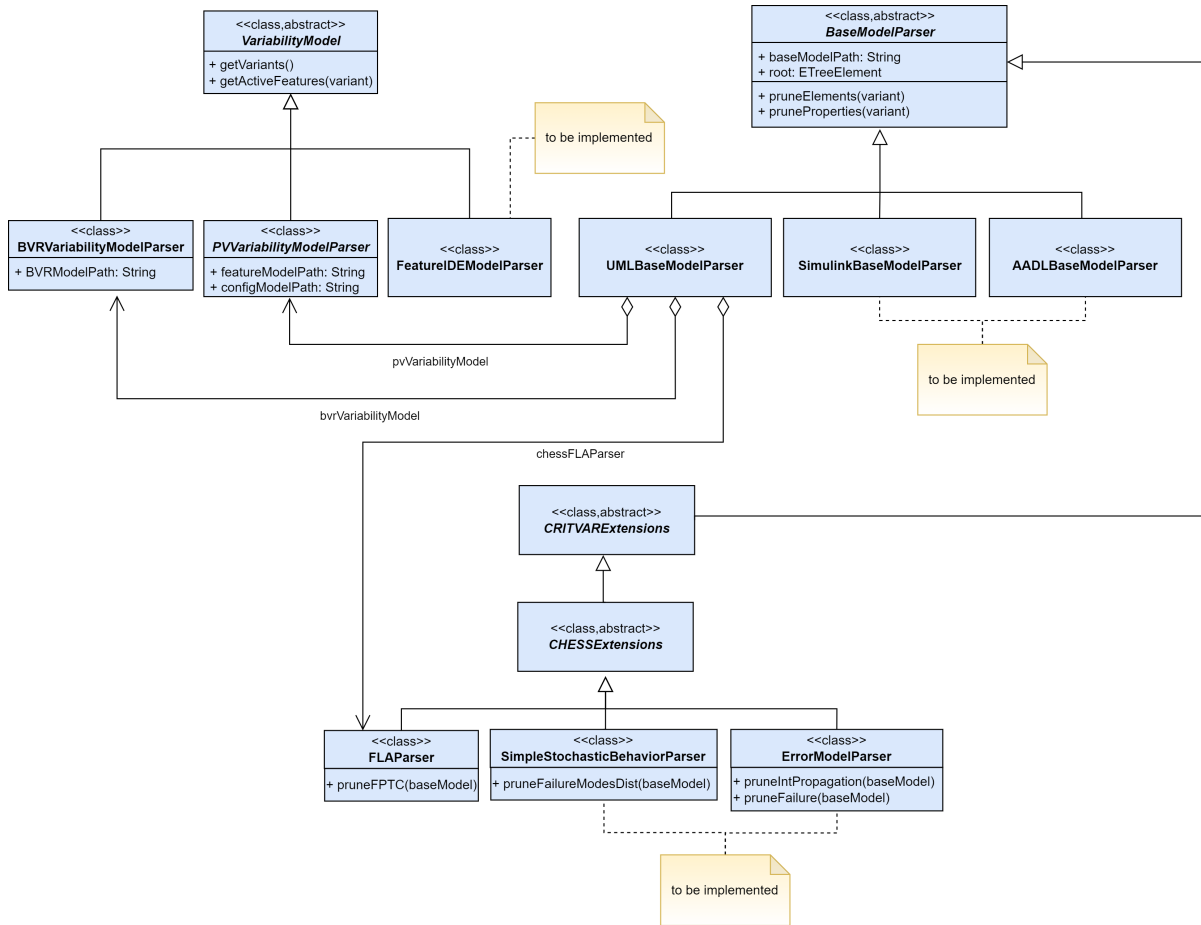 <<class,abstract>>
VariabilityModel
+ getVariants()
+ getActiveFeatures(variant)
<<class,abstract>>
BaseModelParser
+ baseModelPath: String
+ root: ETreeElement
+ pruneElements(variant)
+ pruneProperties(variant)
to be implemented
<<class>>
BVRVariabilityModelParser
+ BVRModelPath: String
<<class>>
PVVariabilityModelParser
+ featureModelPath: String
+ configModelPath: String
<<class>>
FeatureIDEModelParser
<<class>>
UMLBaseModelParser
<<class>>
SimulinkBaseModelParser
<<class>>
AADLBaseModelParser
pvVariabilityModel
to be implemented
bvrVariabilityModel
chessFLAParser
<<class,abstract>>
CRITVARExtensions
<<class,abstract>>
CHESSExtensions
<<class>>
FLAParser
+ pruneFPTC(baseModel)
<<class>>
SimpleStochasticBehaviorParser
+ pruneFailureModesDist(baseModel)
<<class>>
ErrorModelParser
+ pruneIntPropagation(baseModel)
+ pruneFailure(baseModel)
to be implemented